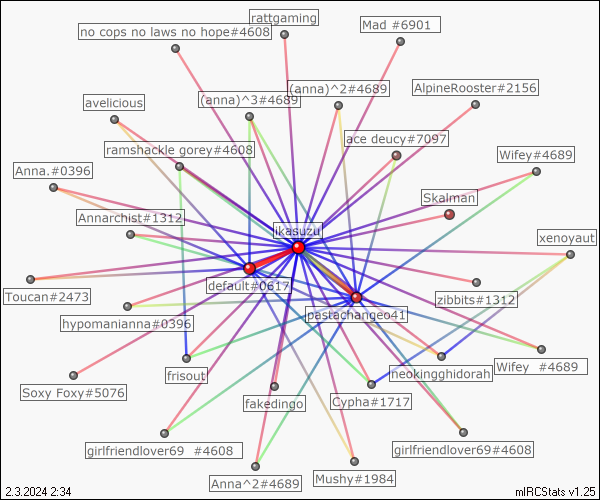 rattgaming
Mad #6901
no cops no laws no hope#4608
(anna)^2#4689
AlpineRooster#2156
avelicious
(anna)^3#4689
ace deucy#7097
ramshackle gorey#4608
Wifey#4689
Anna.#0396
Skalman
Annarchist#1312
ikasuzu
xenoyaut
default#0617
Toucan#2473
zibbits#1312
pastachangeo41
hypomanianna#0396
Wifey #4689
frisout
neokingghidorah
Soxy Foxy#5076
fakedingo
Cypha#1717
girlfriendlover69 #4608
girlfriendlover69#4608
Anna^2#4689
Mushy#1984
2.3.2024 2:34
mIRCStats v1.25